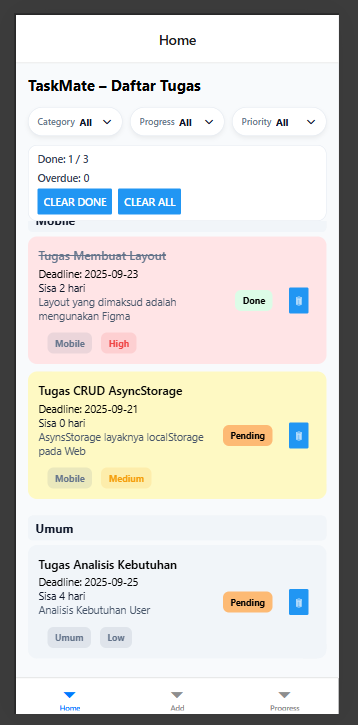 Home
TaskMate – Daftar Tugas
Category All Progress All Priority All
Done: 1 / 3
Overdue: 0
CLEAR DONE CLEAR ALL
Mobile
Tugas Membuat Layout
Deadline: 2025-09-23
Sisa 2 hari
Layout yang dimaksud adalah
mengunakan Figma
Done
Mobile High
Tugas CRUD AsyncStorage
Deadline: 2025-09-21
Sisa 0 hari
AsynsStorage layaknya localStorage
pada Web
Pending
Mobile Medium
Umum
Tugas Analisis Kebutuhan
Deadline: 2025-09-25
Sisa 4 hari
Analisis Kebutuhan User
Pending
Umum Low
Home Add Progress